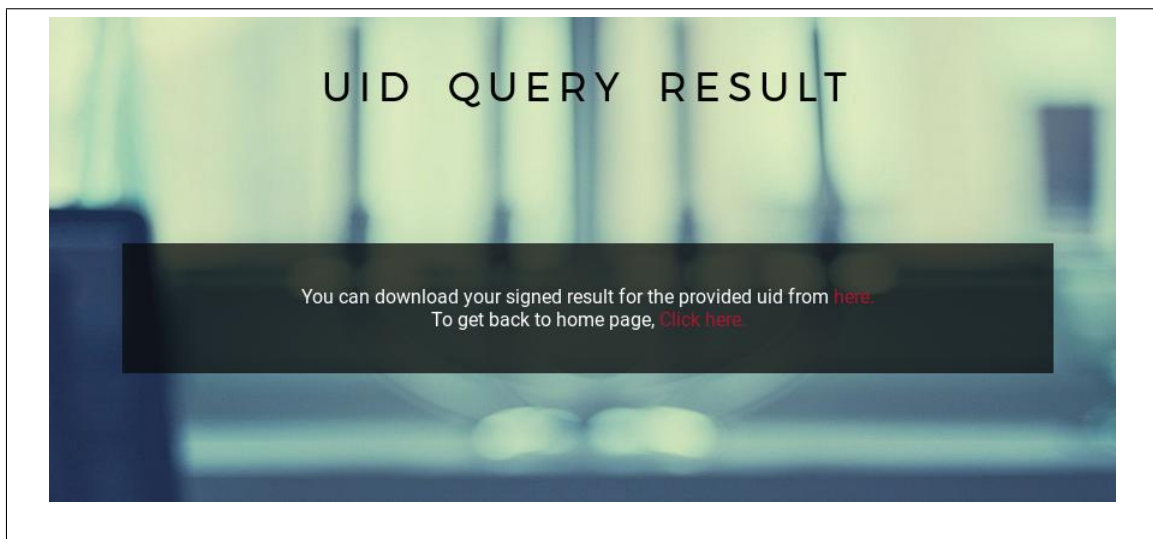 UID QUERY RESULT
You can download your signed result for the provided uid from here.
To get back to home page, Click here.